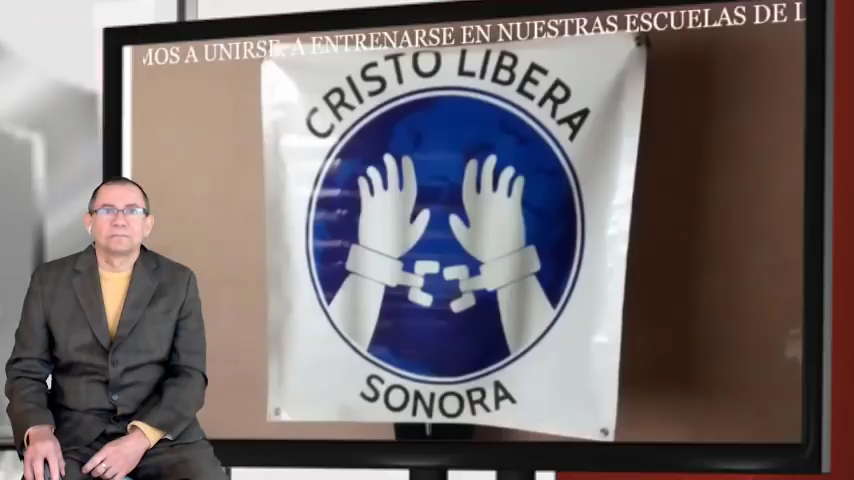 MOS A UNIRSE, A ENTRENARSE EN NUESTRAS ESCUELAS DE L
CRISTO LIBERA
SONORA